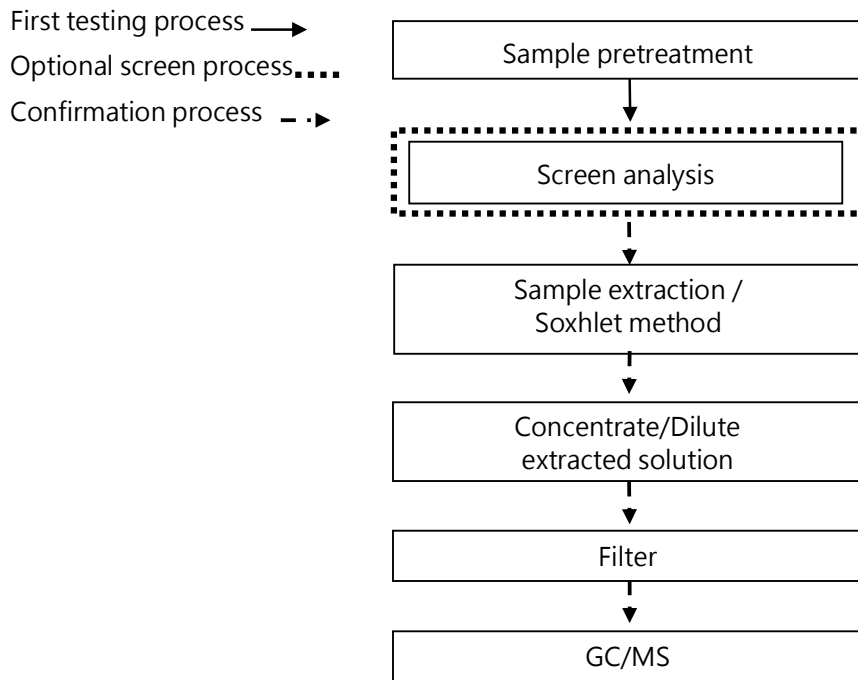 First testing process
Optional screen process
Confirmation process
Sample pretreatment
Screen analysis
Sample extraction /
Soxhlet method
Concentrate/Dilute
extracted solution
Filter
GC/MS